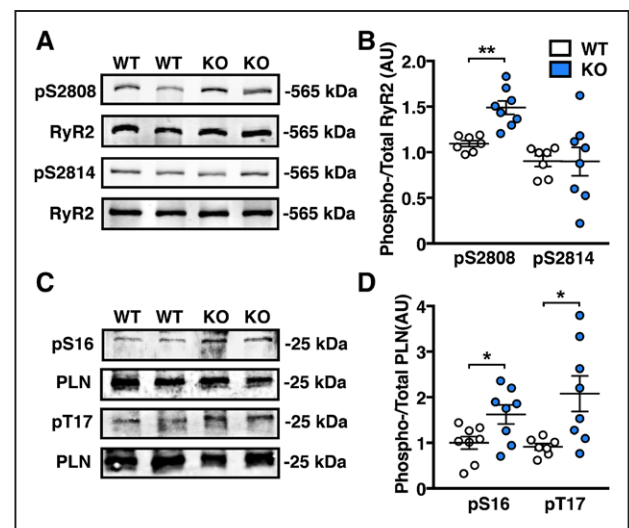 A
WT WT KO KO
pS2808 -565 kDa
RyR2 -565 kDa
pS2814 -565 kDa
RyR2 -565 kDa
B
WT
KO
Phospho-/Total RyR2 (AU)
2.0
1.5
1.0
0.5
0.0
**
pS2808 pS2814
C
WT WT KO KO
pS16 -25 kDa
PLN -25 kDa
pT17 -25 kDa
PLN -25 kDa
D
Phospho-/Total PLN(AU)
4
3
2
1
0
* *
pS16 pT17